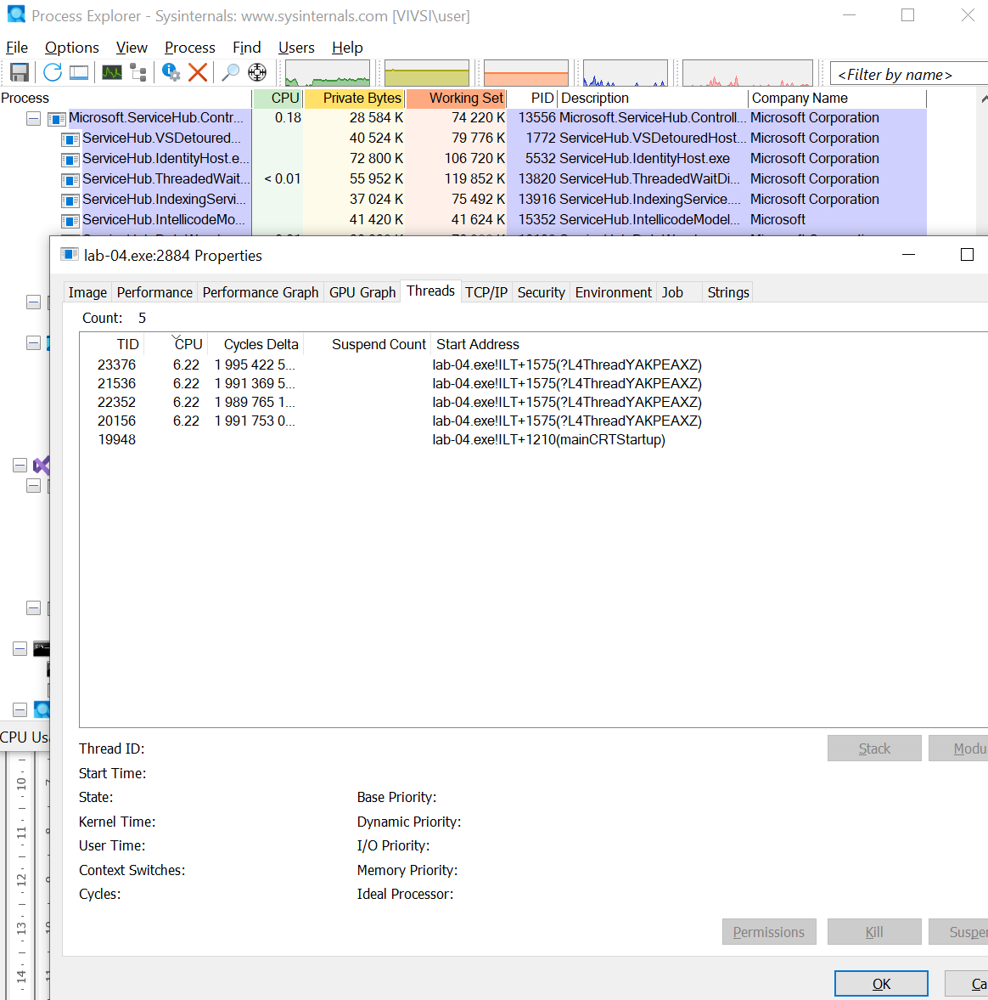 Process Explorer - Sysinternals: www.sysinternals.com [VIVSI\user]
File Options View Process Find Users Help
<Filter by name>
Process CPU Private Bytes Working Set PID Description Company Name
Microsoft.ServiceHub.Contr... 0.18 28 584 K 74 220 K 13556 Microsoft.ServiceHub.Controll... Microsoft Corporation
ServiceHub.VSDetoured... 40 524 K 79 776 K 1772 ServiceHub.VSDetouredHost... Microsoft Corporation
ServiceHub.IdentityHost.e... 72 800 K 106 720 K 5532 ServiceHub.IdentityHost.exe Microsoft Corporation
ServiceHub.ThreadedWait... < 0.01 55 952 K 119 852 K 13820 ServiceHub.ThreadedWaitDi... Microsoft Corporation
ServiceHub.IndexingServi... 37 024 K 75 492 K 13916 ServiceHub.IndexingService.... Microsoft Corporation
ServiceHub.IntellicodeMo... 41 420 K 41 624 K 15352 ServiceHub.IntellicodeModel... Microsoft
lab-04.exe:2884 Properties
Image Performance Performance Graph GPU Graph Threads TCP/IP Security Environment Job Strings
Count: 5
TID CPU Cycles Delta Suspend Count Start Address
23376 6.22 1 995 422 5... lab-04.exe!ILT+1575(?L4ThreadYAKPEAXZ)
21536 6.22 1 991 369 5... lab-04.exe!ILT+1575(?L4ThreadYAKPEAXZ)
22352 6.22 1 989 765 1... lab-04.exe!ILT+1575(?L4ThreadYAKPEAXZ)
20156 6.22 1 991 753 0... lab-04.exe!ILT+1575(?L4ThreadYAKPEAXZ)
19948 lab-04.exe!ILT+1210(mainCRTStartup)
CPU Usa
Thread ID:
Stack Modu
Start Time:
State: Base Priority:
Kernel Time: Dynamic Priority:
User Time: I/O Priority:
Context Switches: Memory Priority:
Cycles: Ideal Processor:
Permissions Kill Suspe
OK Ca
10
11
12
13
14